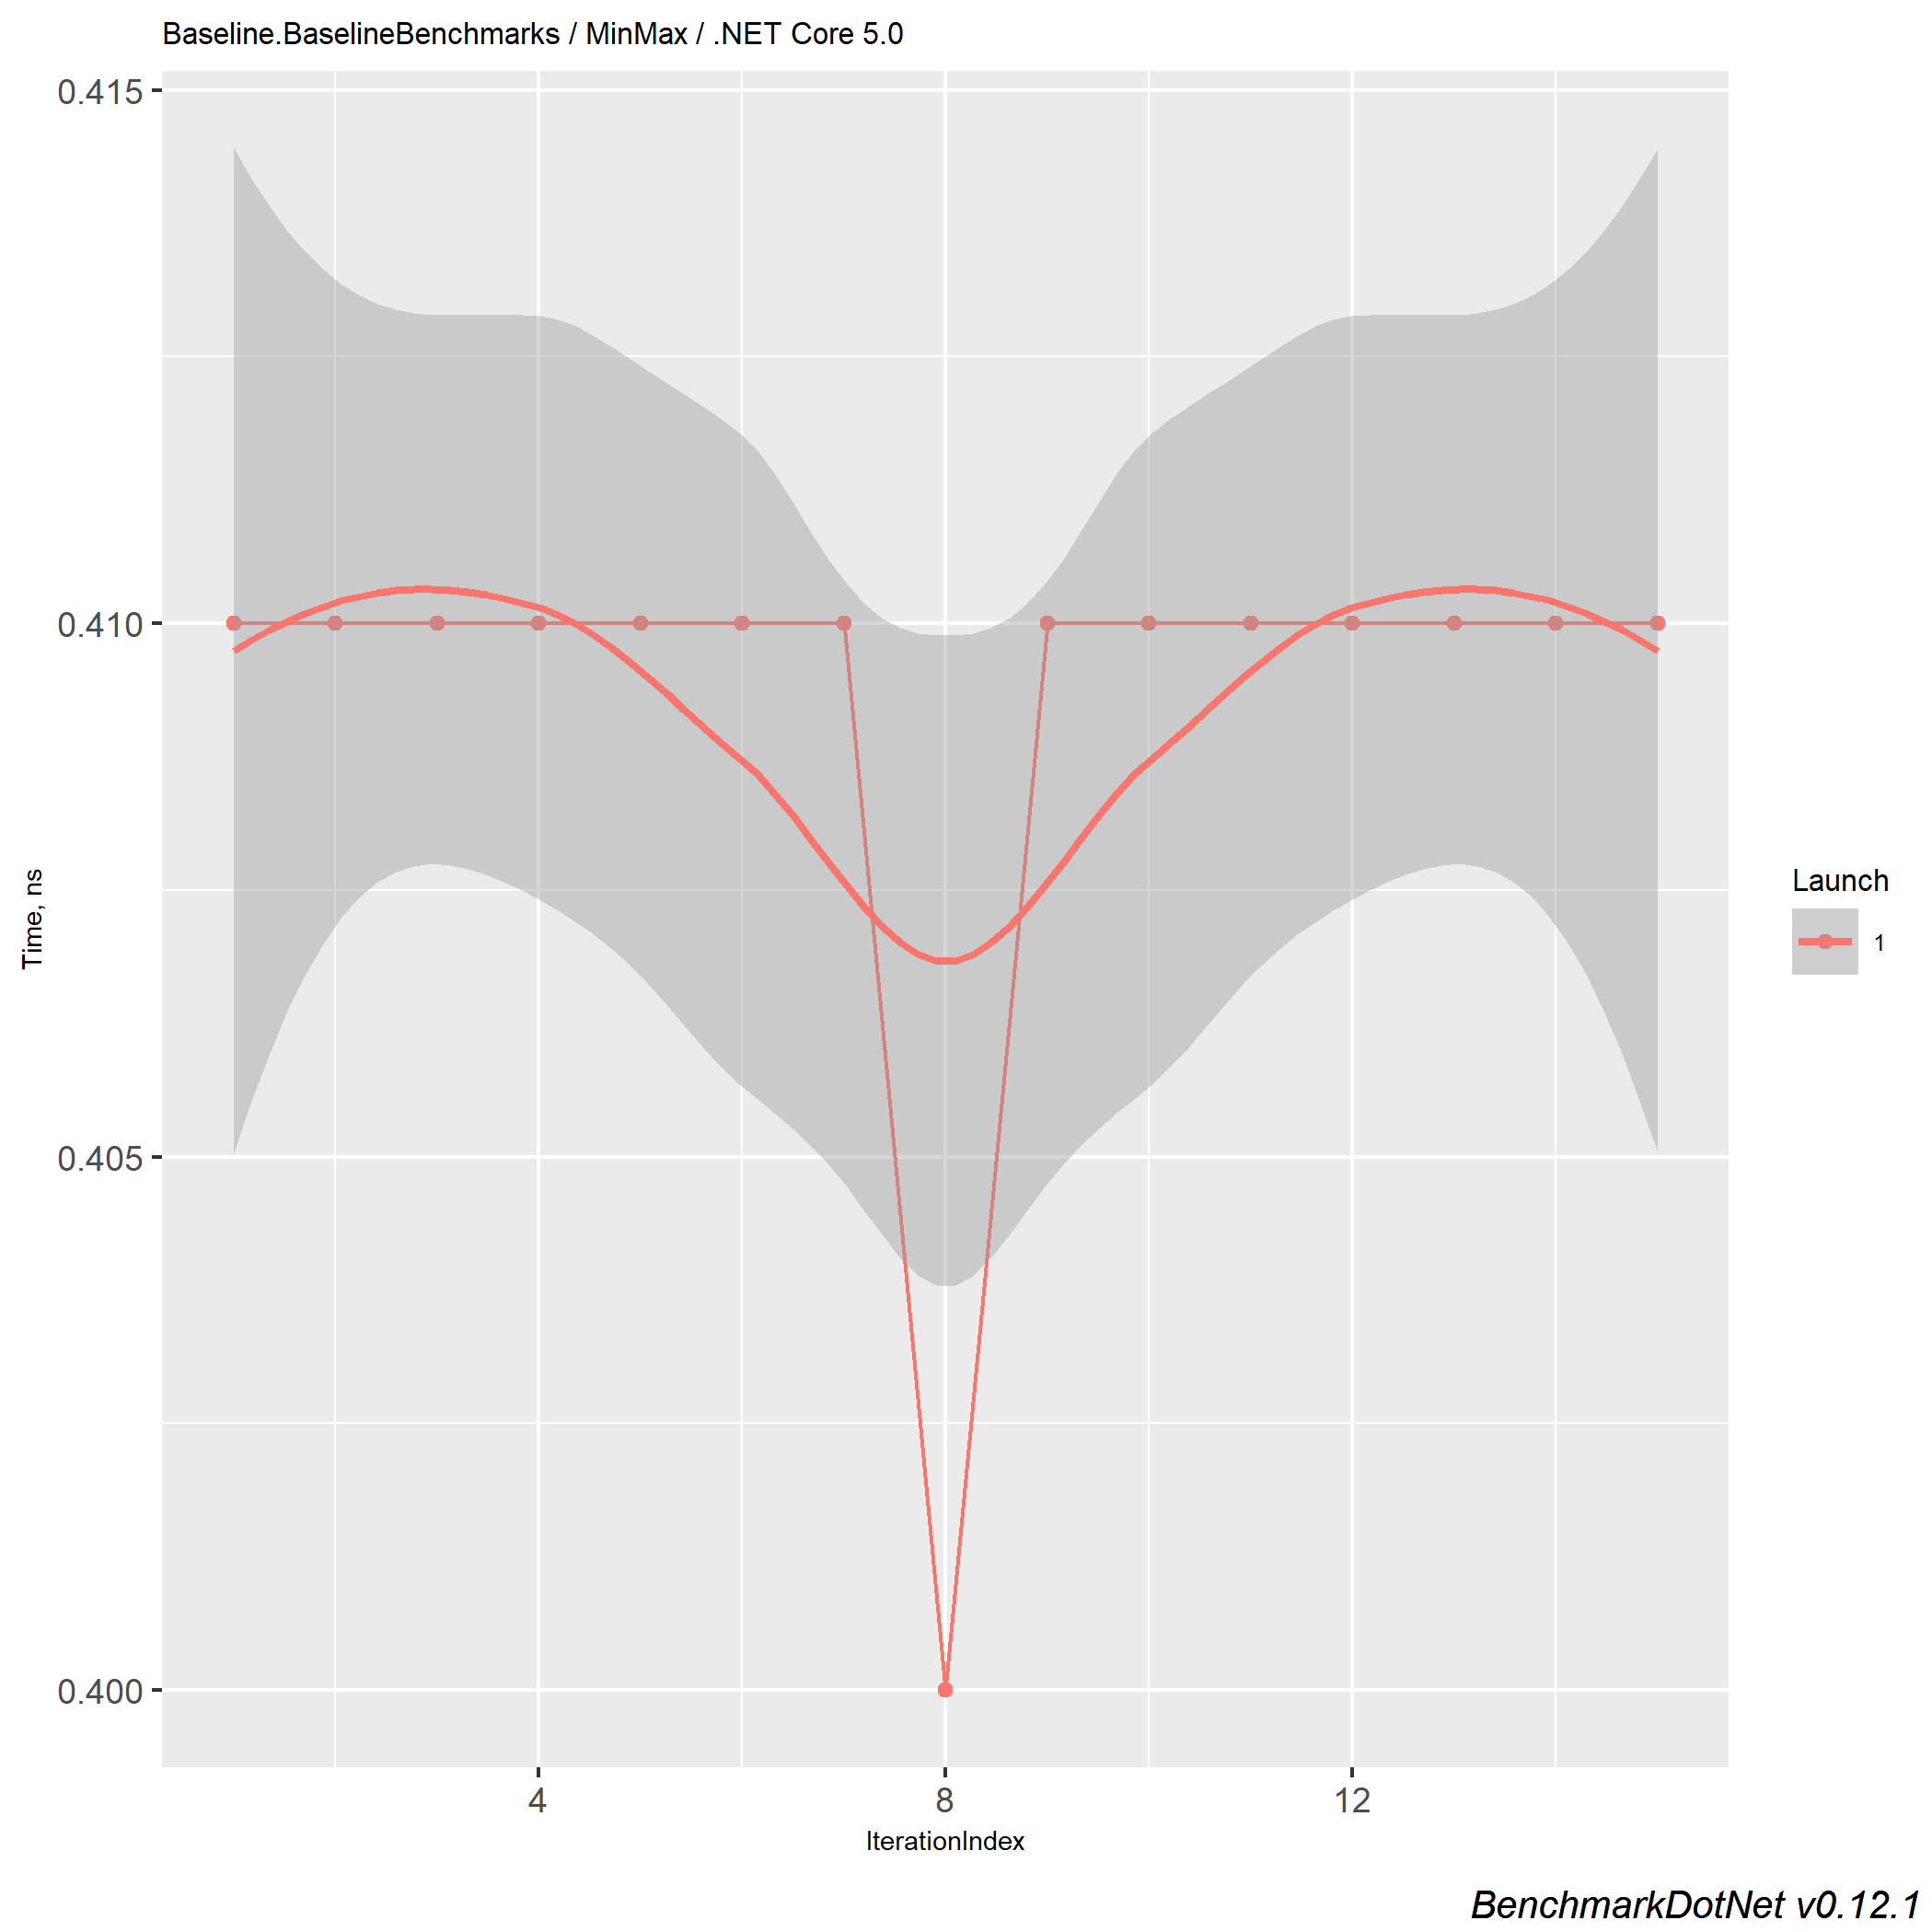 Baseline.BaselineBenchmarks / MinMax / .NET Core 5.0
0.415
0.410
0.405
0.400
Time, ns
4
8
12
IterationIndex
Launch
1
BenchmarkDotNet v0.12.1